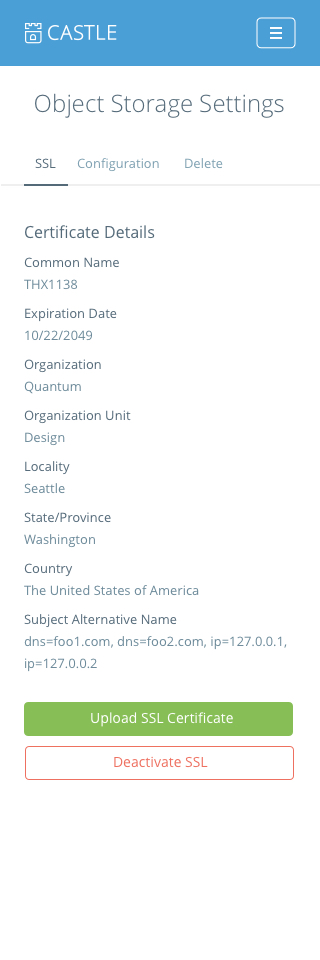 CASTLE
Object Storage Settings
SSL Configuration Delete
Certificate Details
Common Name
THX1138
Expiration Date
10/22/2049
Organization
Quantum
Organization Unit
Design
Locality
Seattle
State/Province
Washington
Country
The United States of America
Subject Alternative Name
dns=foo1.com, dns=foo2.com, ip=127.0.0.1,
ip=127.0.0.2
Upload SSL Certificate
Deactivate SSL